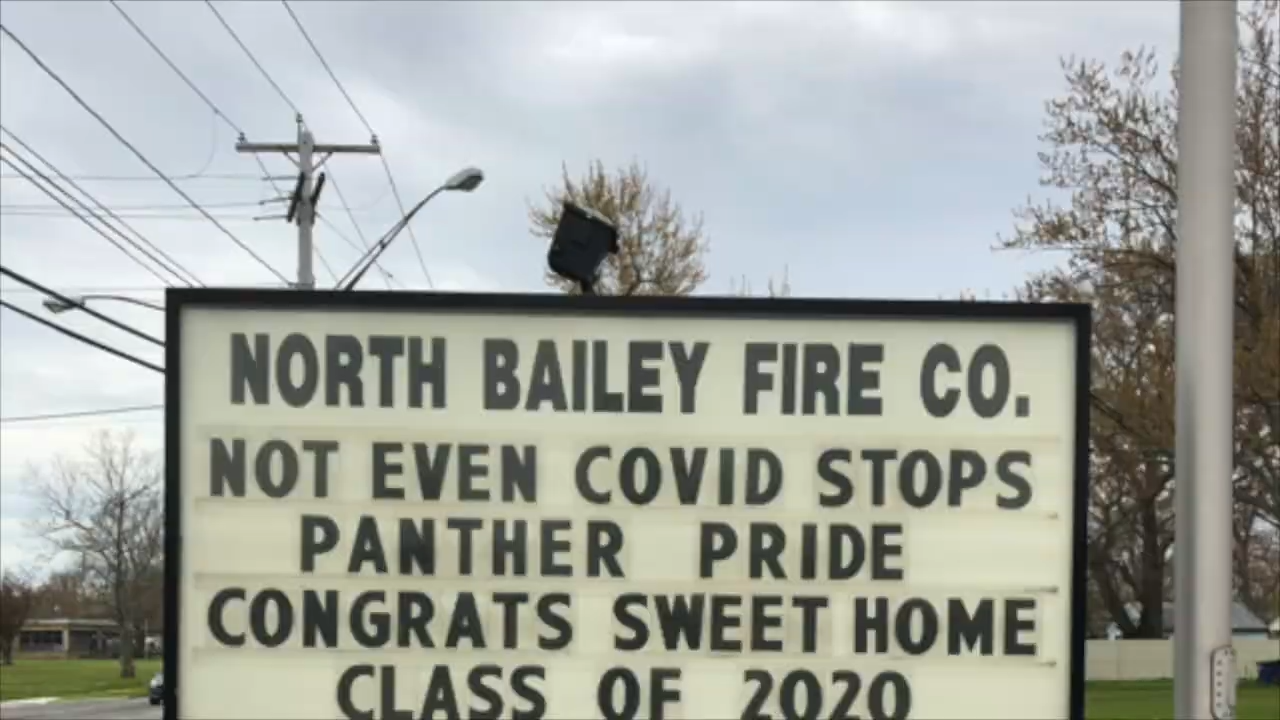 NORTH BAILEY FIRE CO.
NOT EVEN COVID STOPS
PANTHER PRIDE
CONGRATS SWEET HOME
CLASS OF 2020